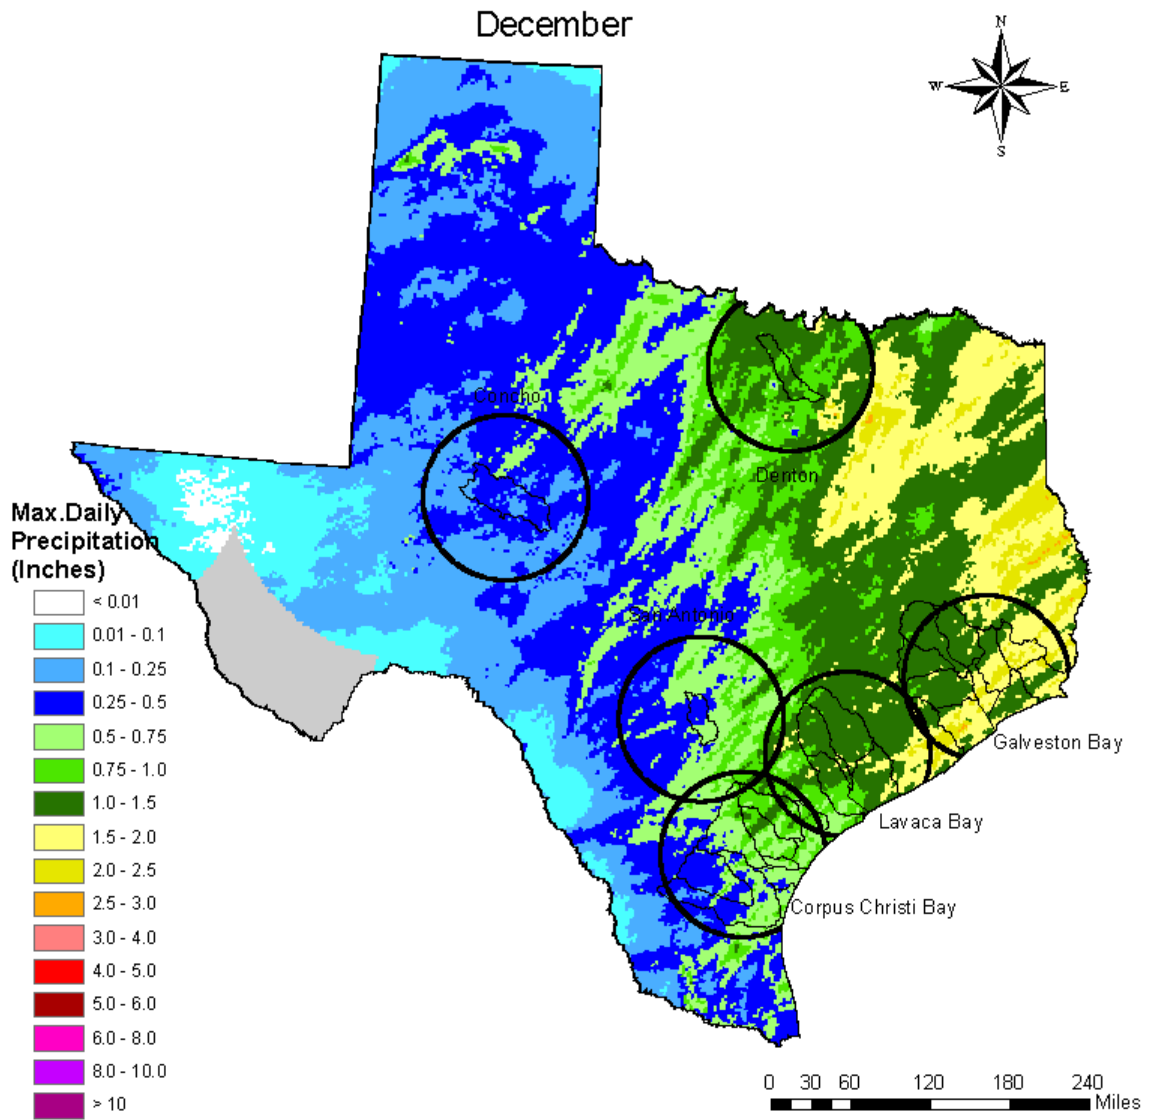 December
N
W E
S
Concho
Denton
San Antonio
Max.Daily
Precipitation
(Inches)
< 0.01
0.01 - 0.1
0.1 - 0.25
0.25 - 0.5
0.5 - 0.75
0.75 - 1.0
1.0 - 1.5
1.5 - 2.0
2.0 - 2.5
2.5 - 3.0
3.0 - 4.0
4.0 - 5.0
5.0 - 6.0
6.0 - 8.0
8.0 - 10.0
> 10
Galveston Bay
Lavaca Bay
Corpus Christi Bay
0 30 60 120 180 240
Miles